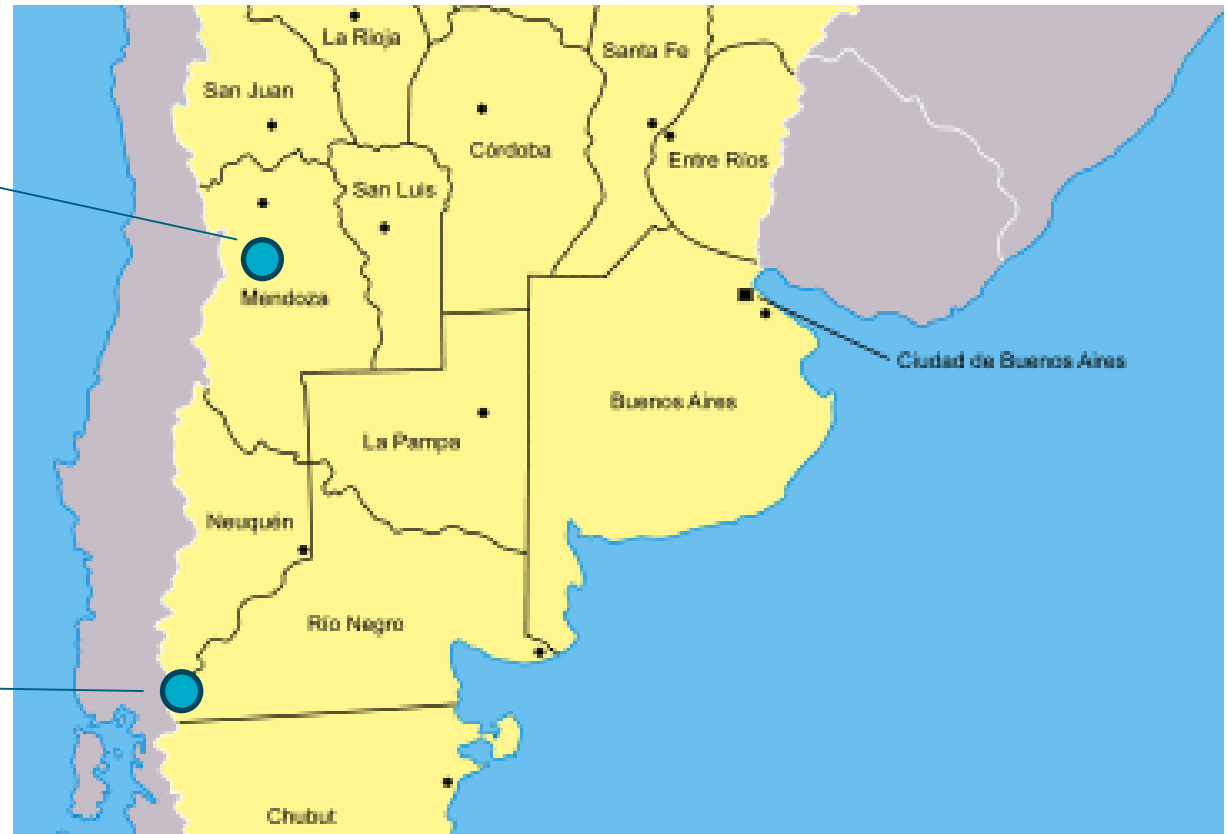 La Rioja
Santa Fe
San Juan
Córdoba
Entre Ríos
San Luis
Mendoza
Ciudad de Buenos Aires
Buenos Aires
La Pampa
Neuquén
Río Negro
Chubut